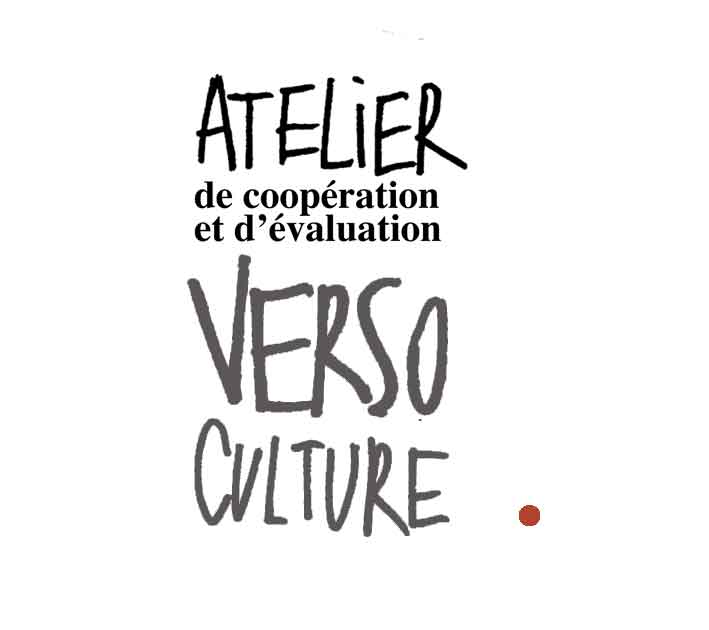 ATELiER
de coopération
et d’évaluation
VERSO
CULTURE